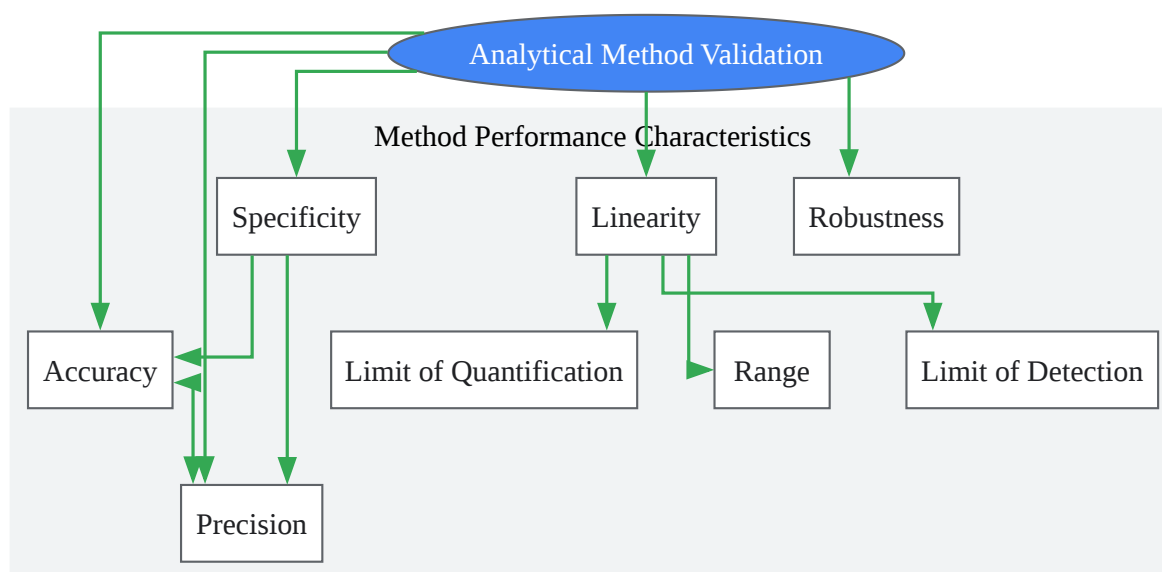 Analytical Method Validation
Method Performance Characteristics
Specificity
Linearity
Robustness
Accuracy
Limit of Quantification
Range
Limit of Detection
Precision